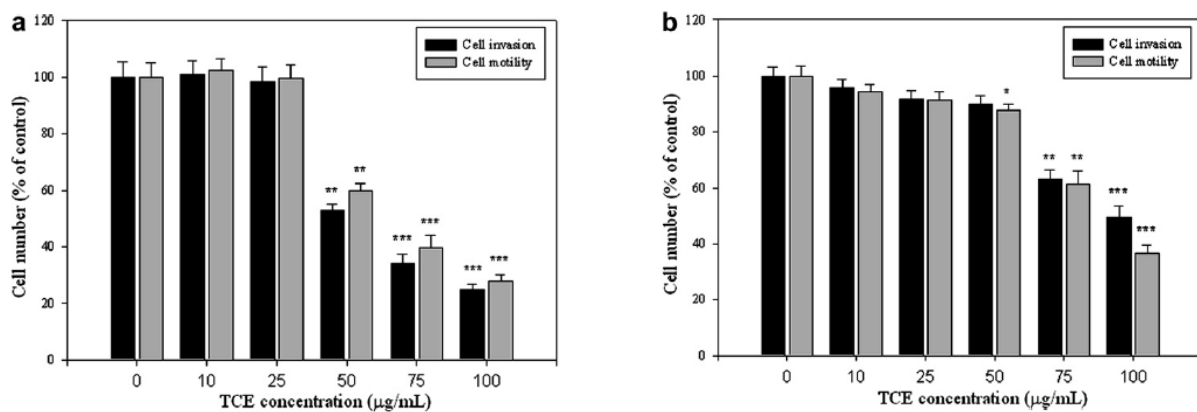 a
120
100
80
60
40
20
0
Cell number (% of control)
Cell invasion
Cell motility
**
**
***
***
***
***
0 10 25 50 75 100
TCE concentration (μg/mL)
b
120
100
80
60
40
20
0
Cell number (% of control)
Cell invasion
Cell motility
*
**
**
***
***
0 10 25 50 75 100
TCE concentration (μg/mL)